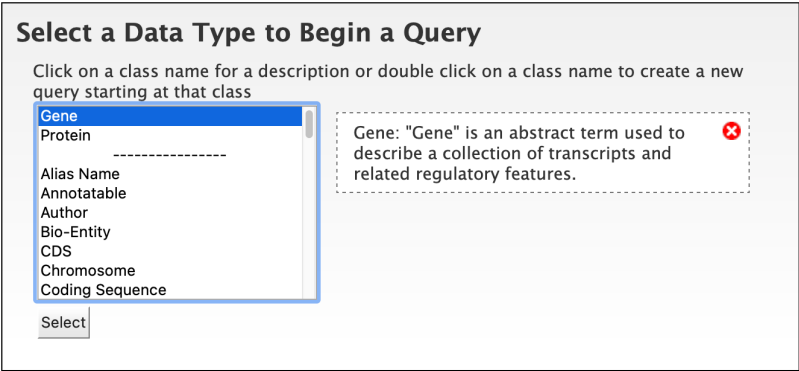 Select a Data Type to Begin a Query
Click on a class name for a description or double click on a class name to create a new
query starting at that class
Gene
Protein
----------------
Alias Name
Annotatable
Author
Bio-Entity
CDS
Chromosome
Coding Sequence
Gene: "Gene" is an abstract term used to
describe a collection of transcripts and
related regulatory features.
Select